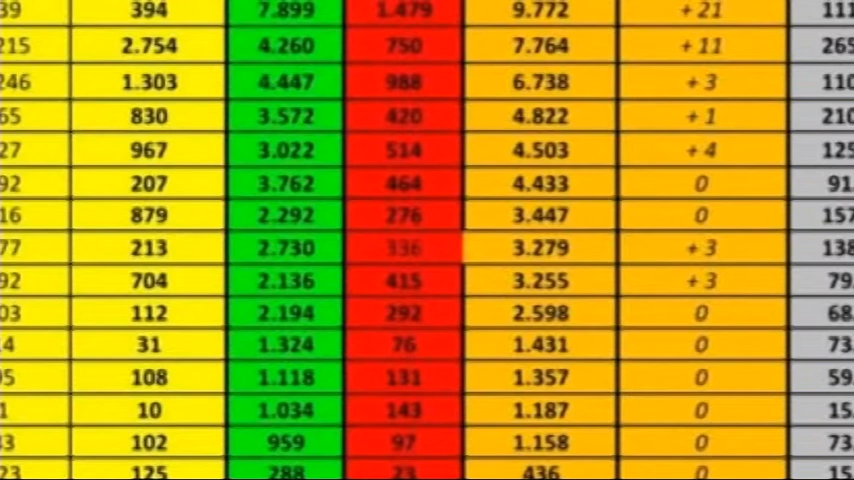 39 394 7.899 1.479 9.772 +21 111
215 2.754 4.260 750 7.764 +11 265
246 1.303 4.447 988 6.738 +3 110
65 830 3.572 420 4.822 +1 210
27 967 3.022 514 4.503 +4 125
92 207 3.762 464 4.433 0 91.
16 879 2.292 276 3.447 0 157
77 213 2.730 336 3.279 +3 138
92 704 2.136 415 3.255 +3 79.
03 112 2.194 292 2.598 0 68.
4 31 1.324 76 1.431 0 73.
05 108 1.118 131 1.357 0 59.
1 10 1.034 143 1.187 0 15.
43 102 959 97 1.158 0 73.
23 125 288 23 436 0 15.